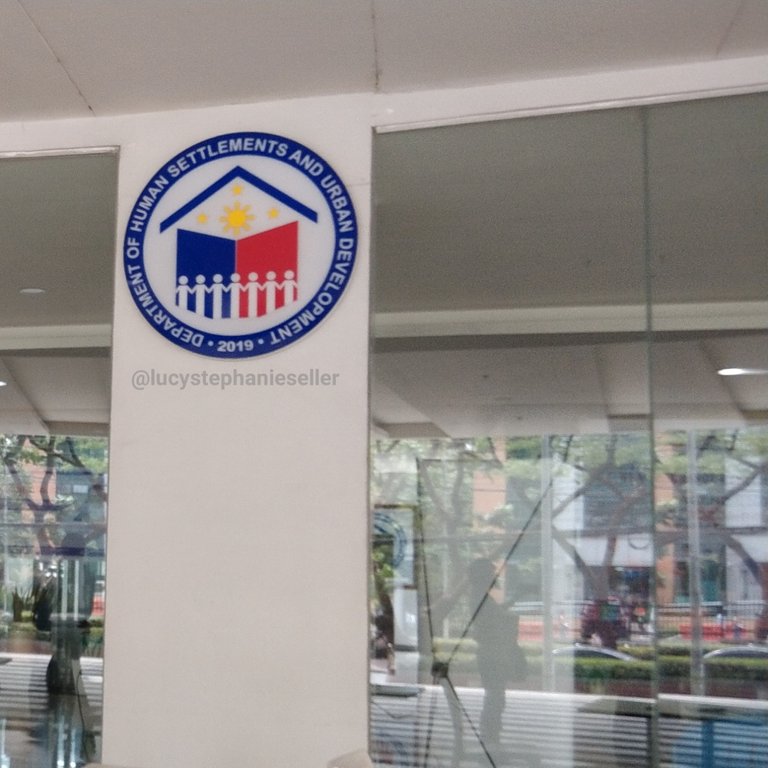 DEPARTMENT OF HUMAN SETTLEMENTS AND URBAN DEVELOPMENT
• 2019 •
@lucystephanieseller